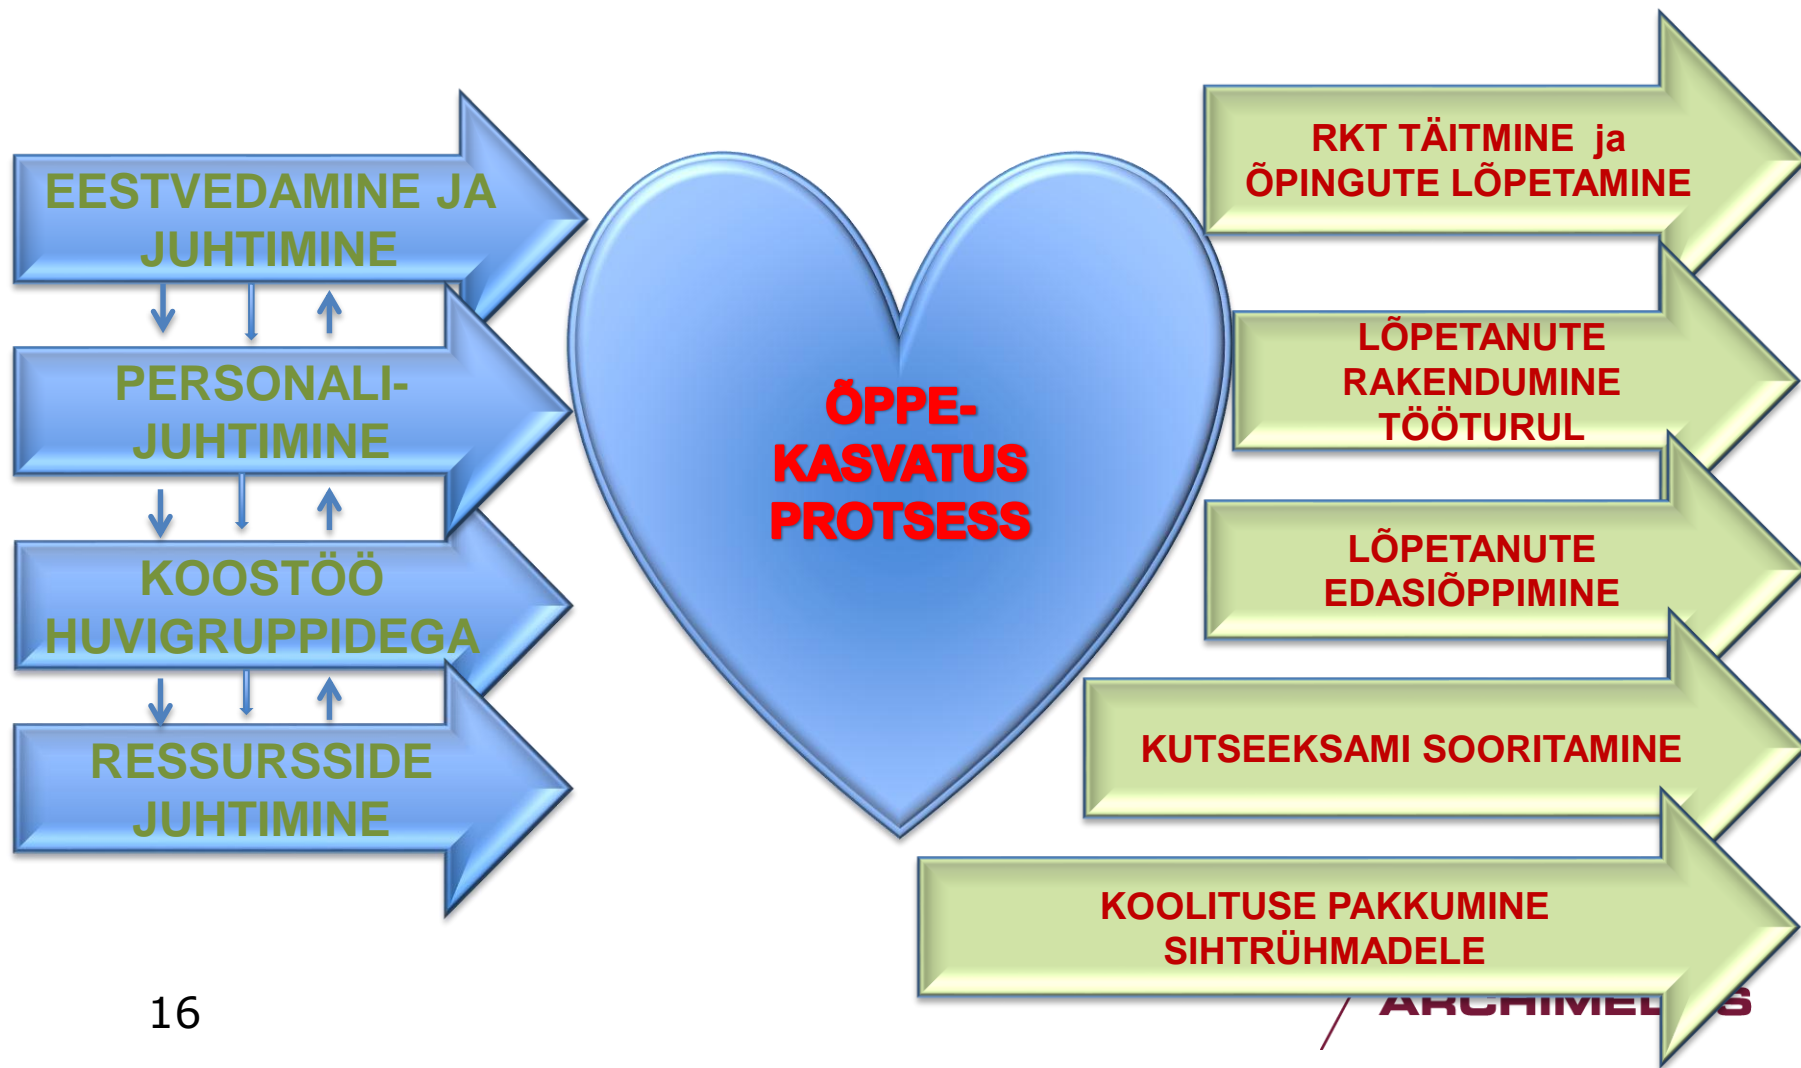 EESTVEDAMINE JA
JUHTIMINE
PERSONALI-
JUHTIMINE
KOOSTÖÖ
HUVIGRUPPIDEGA
RESSURSSIDE
JUHTIMINE
ÕPPE-
KASVATUS
PROTSESS
RKT TÄITMINE ja
ÕPINGUTE LÕPETAMINE
LÕPETANUTE
RAKENDUMINE
TÖÖTURUL
LÕPETANUTE
EDASIÕPPIMINE
KUTSEEKSAMI SOORITAMINE
KOOLITUSE PAKKUMINE
SIHTRÜHMADELE
16